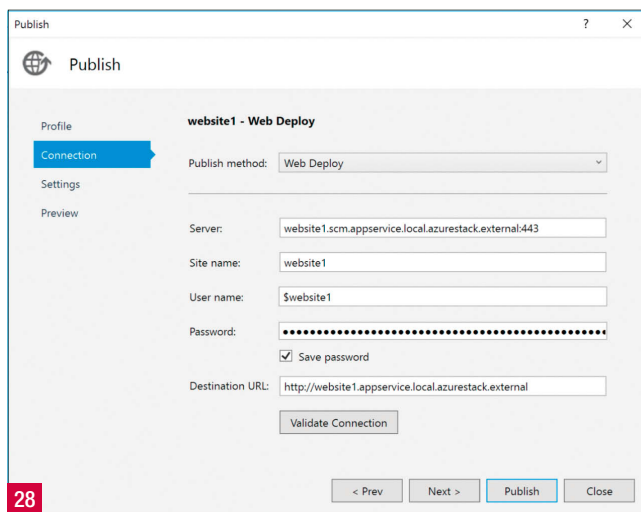 Publish ? ×
Publish
website1 - Web Deploy
Profile
Connection
Settings
Preview
Publish method: Web Deploy
Server: website1.scm.appservice.local.azurestack.external:443
Site name: website1
User name: $website1
Password: ••••••••••••••••••••••••••••••••••••••••••••••••••••
Save password
Destination URL: http://website1.appservice.local.azurestack.external
Validate Connection
< Prev Next > Publish Close
28